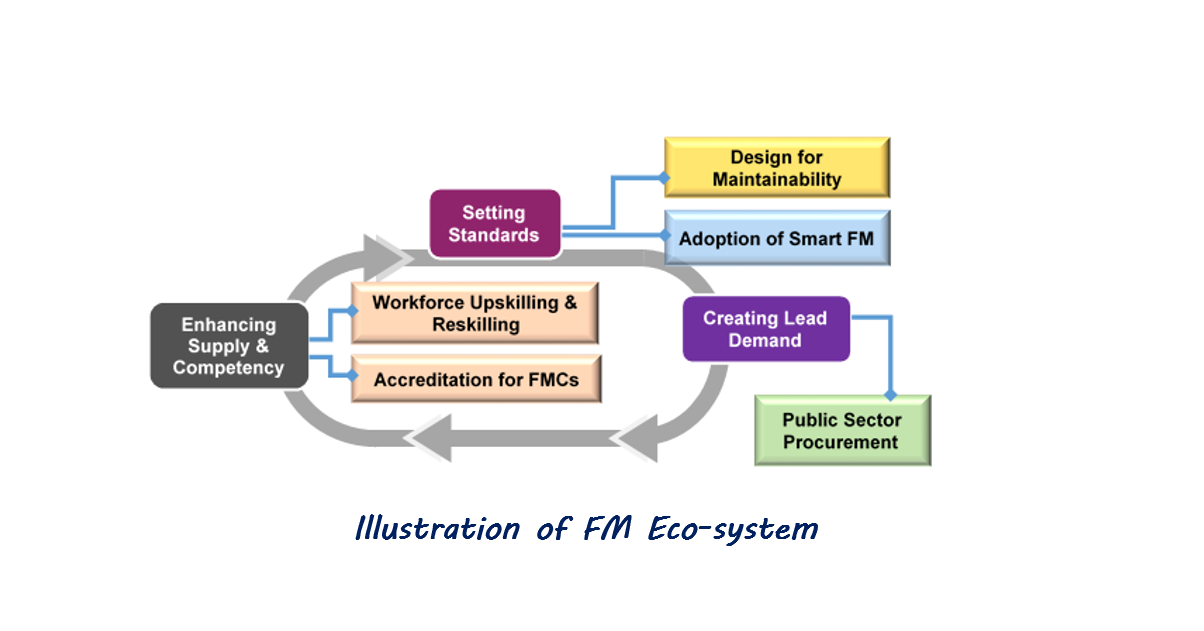 Design for
Maintainability
Setting
Standards
Adoption of Smart FM
Workforce Upskilling &
Reskilling
Creating Lead
Demand
Enhancing
Supply &
Competency
Accreditation for FMCs
Public Sector
Procurement
Illustration of FM Eco-system